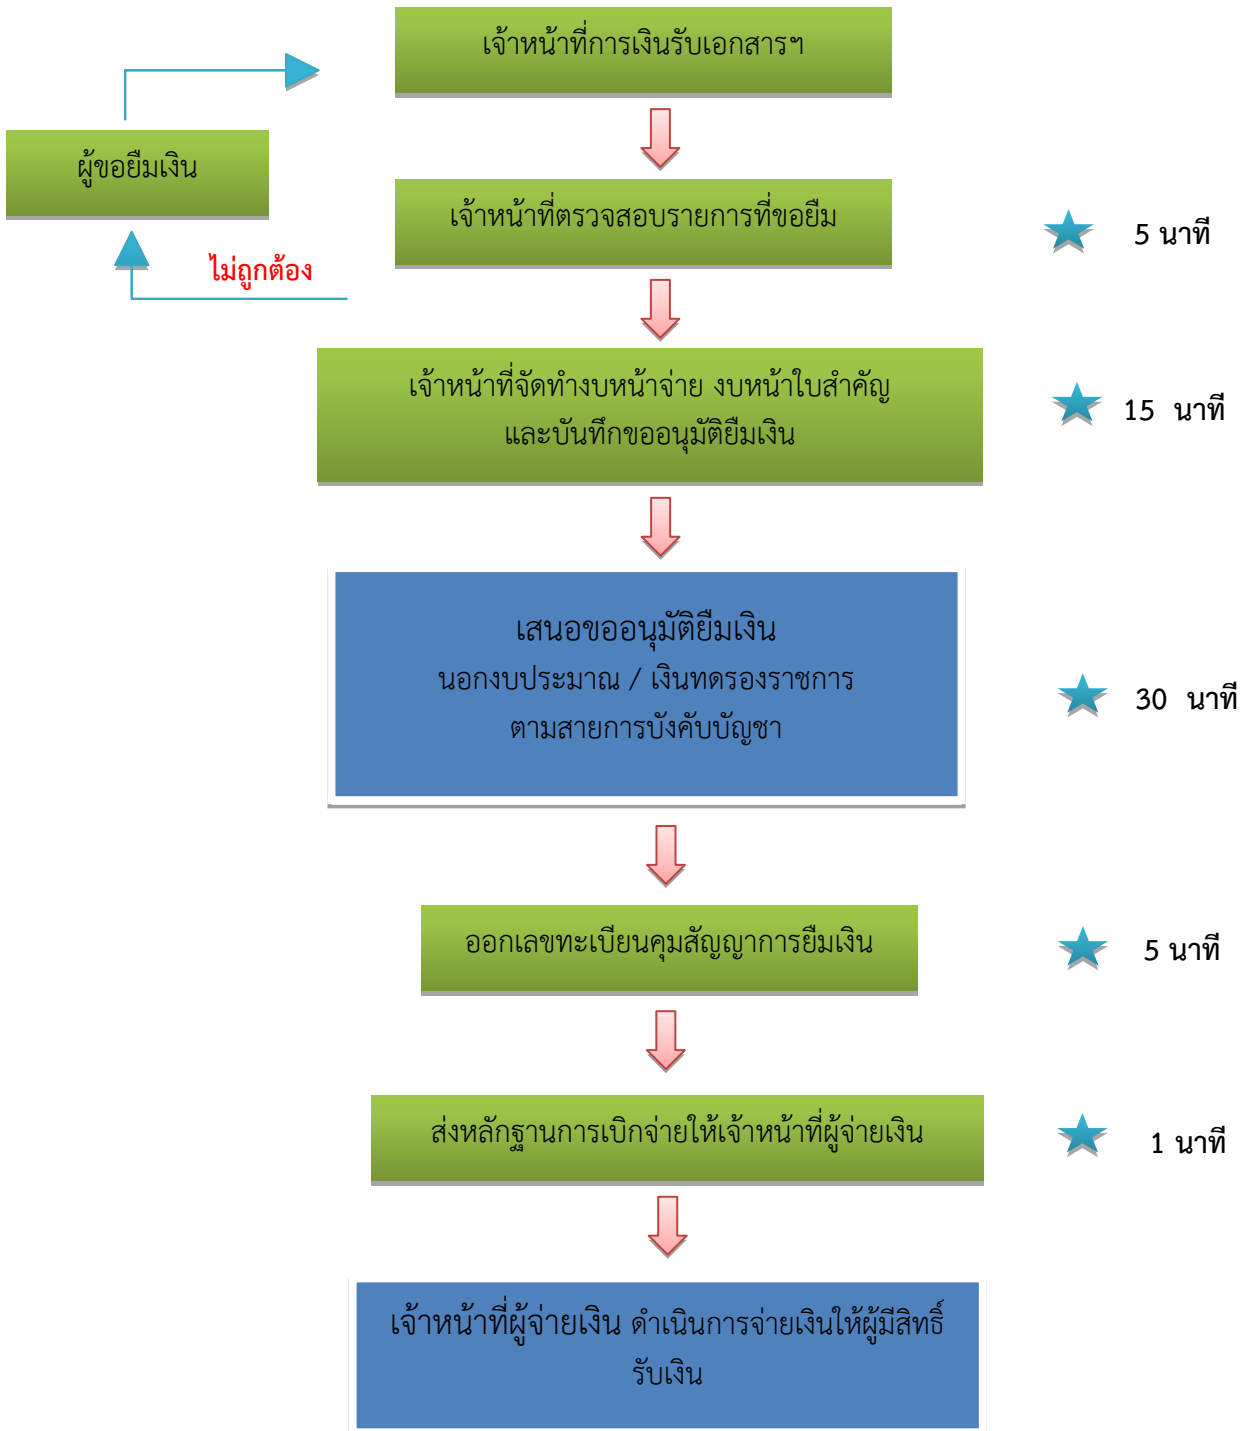 เจ้าหน้าที่การเงินรับเอกสารฯ
ผู้ขอยืมเงิน
เจ้าหน้าที่ตรวจสอบรายการที่ขอยืม
5 นาที
ไม่ถูกต้อง
เจ้าหน้าที่จัดทำงบหน้าจ่าย งบหน้าใบสำคัญ
และบันทึกขออนุมัติยืมเงิน
15 นาที
เสนอขออนุมัติยืมเงิน
นอกงบประมาณ / เงินทดรองราชการ
ตามสายการบังคับบัญชา
30 นาที
ออกเลขทะเบียนคุมสัญญาการยืมเงิน
5 นาที
ส่งหลักฐานการเบิกจ่ายให้เจ้าหน้าที่ผู้จ่ายเงิน
1 นาที
เจ้าหน้าที่ผู้จ่ายเงิน ดำเนินการจ่ายเงินให้ผู้มีสิทธิ์
รับเงิน